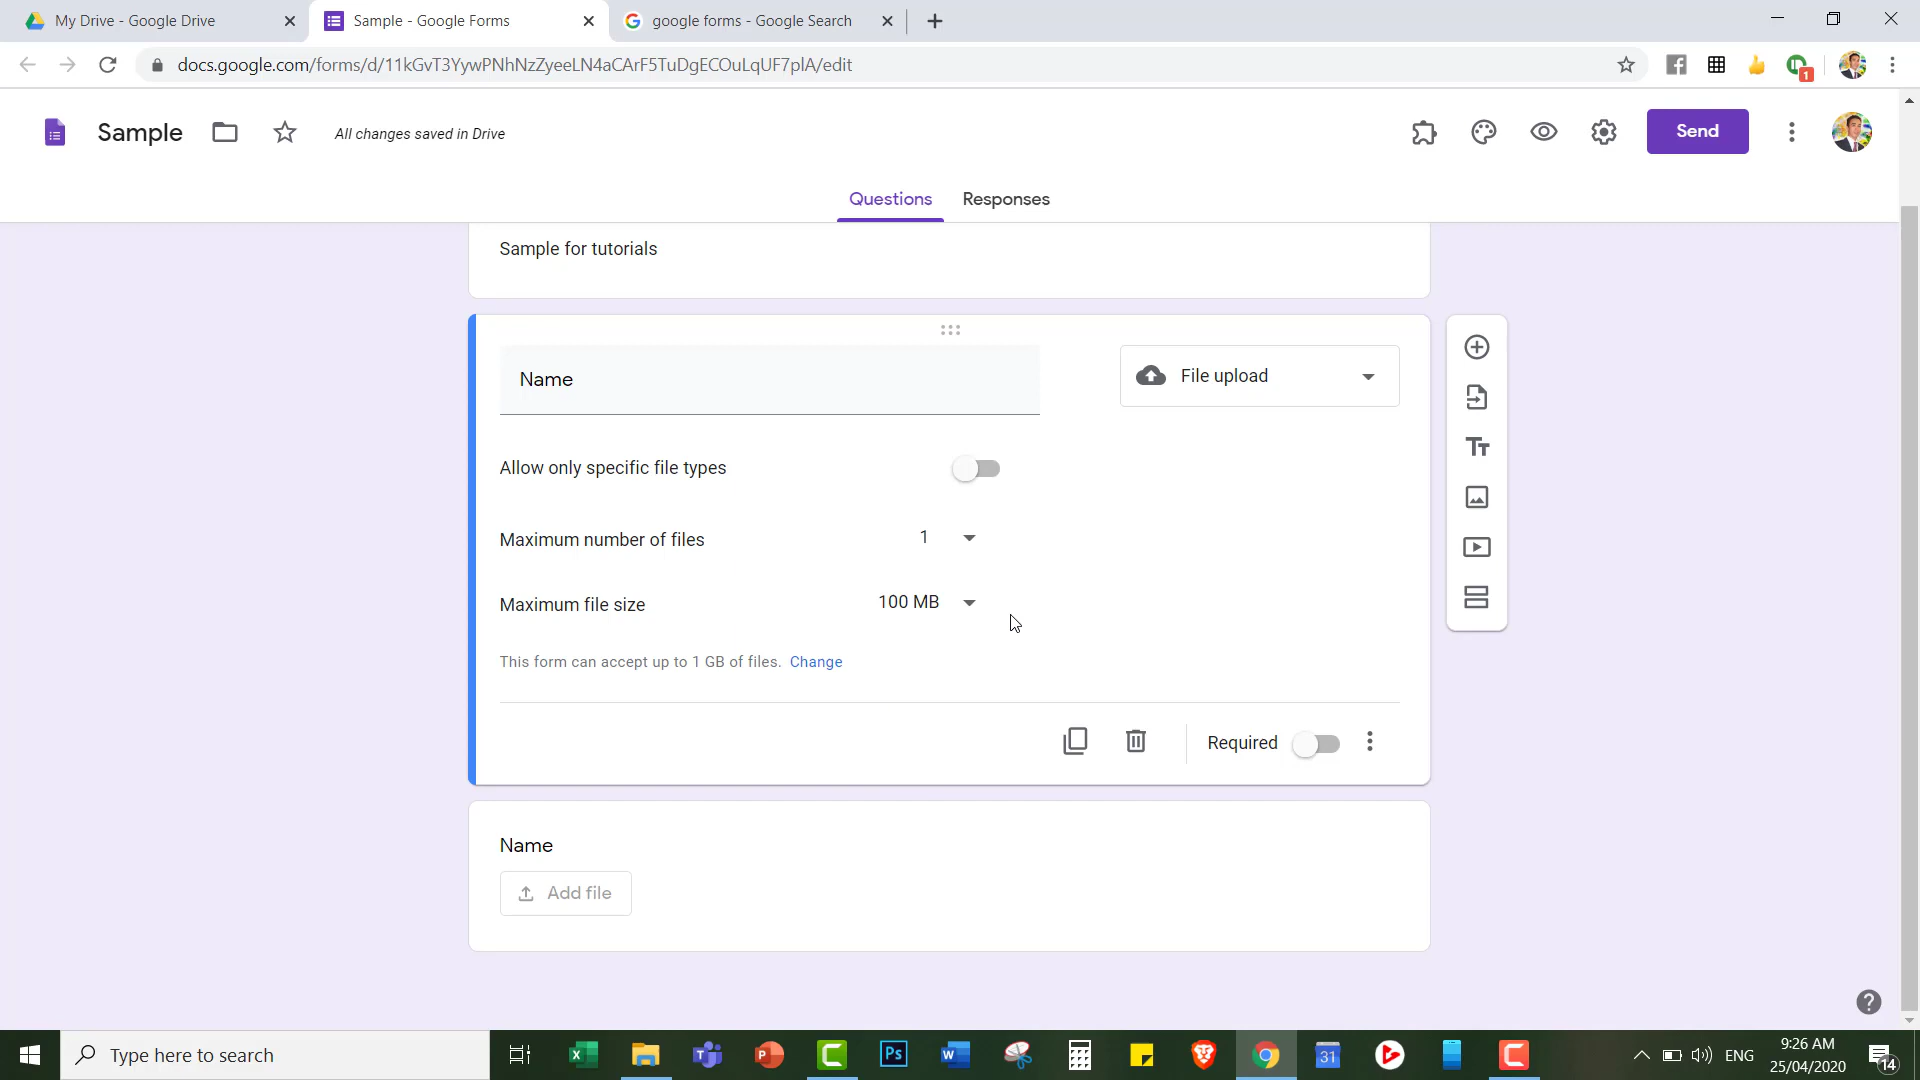 My Drive - Google Drive
Sample - Google Forms
google forms - Google Search
docs.google.com/forms/d/11kGvT3YywPNhNzZyeeLN4aCArF5TuDgECOuLqUF7plA/edit
1
Sample
All changes saved in Drive
Send
Questions
Responses
Sample for tutorials
Name
File upload
Allow only specific file types
Maximum number of files
1
Maximum file size
100 MB
This form can accept up to 1 GB of files. Change
Required
Name
Add file
Type here to search
31
ENG
9:26 AM
25/04/2020
14